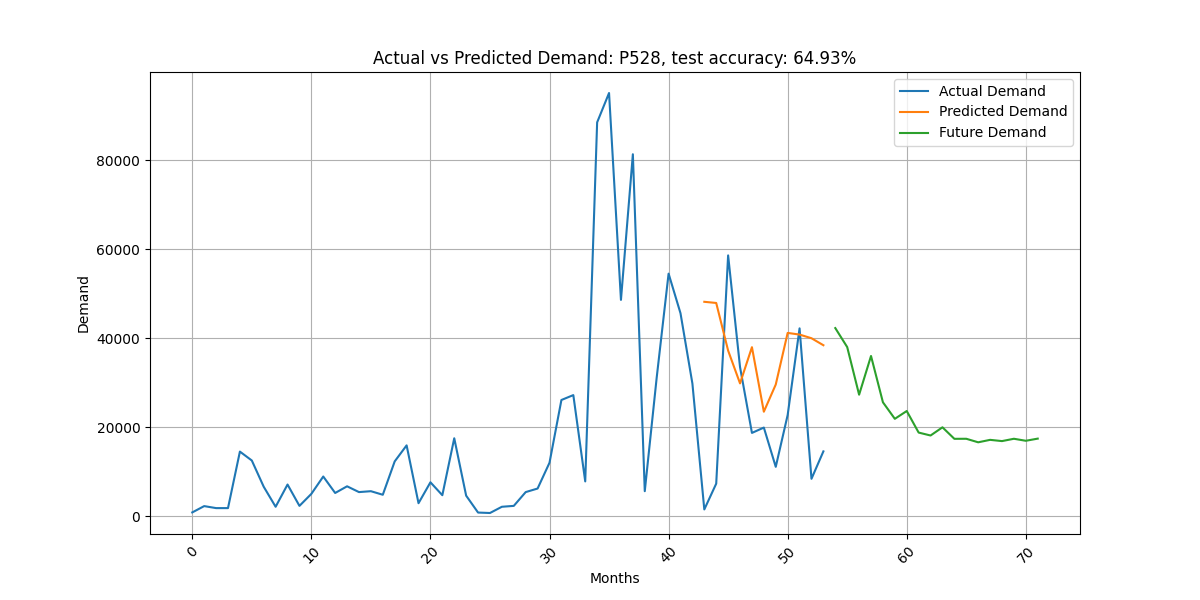 Actual vs Predicted Demand: P528, test accuracy: 64.93%
Actual Demand
Predicted Demand
Future Demand
80000
60000
40000
20000
0
Demand
0
10
20
30
40
50
60
70
Months